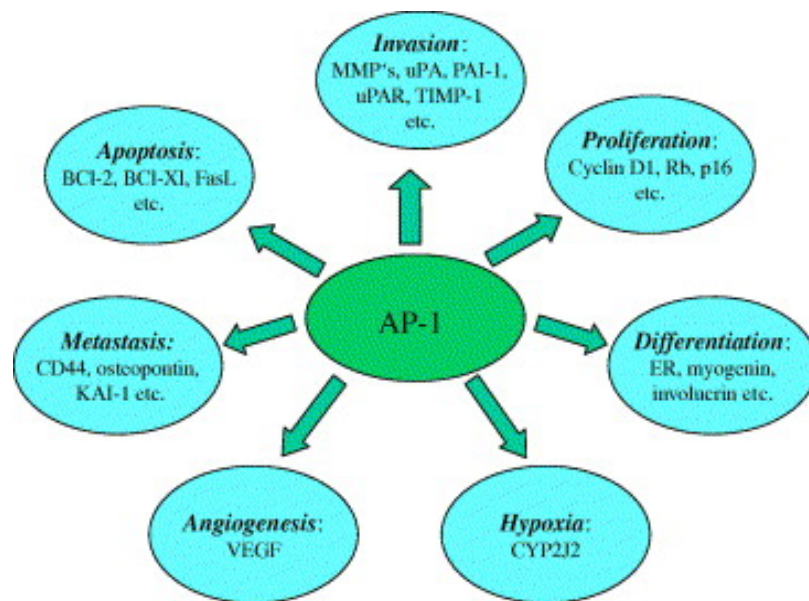 Invasion:
MMP's, uPA, PAI-1,
uPAR, TIMP-1
etc.
Apoptosis:
BCl-2, BCl-Xl, FasL
etc.
Proliferation:
Cyclin D1, Rb, p16
etc.
AP-1
Metastasis:
CD44, osteopontin,
KAI-1 etc.
Differentiation:
ER, myogenin,
involucrin etc.
Angiogenesis:
VEGF
Hypoxia:
CYP2J2